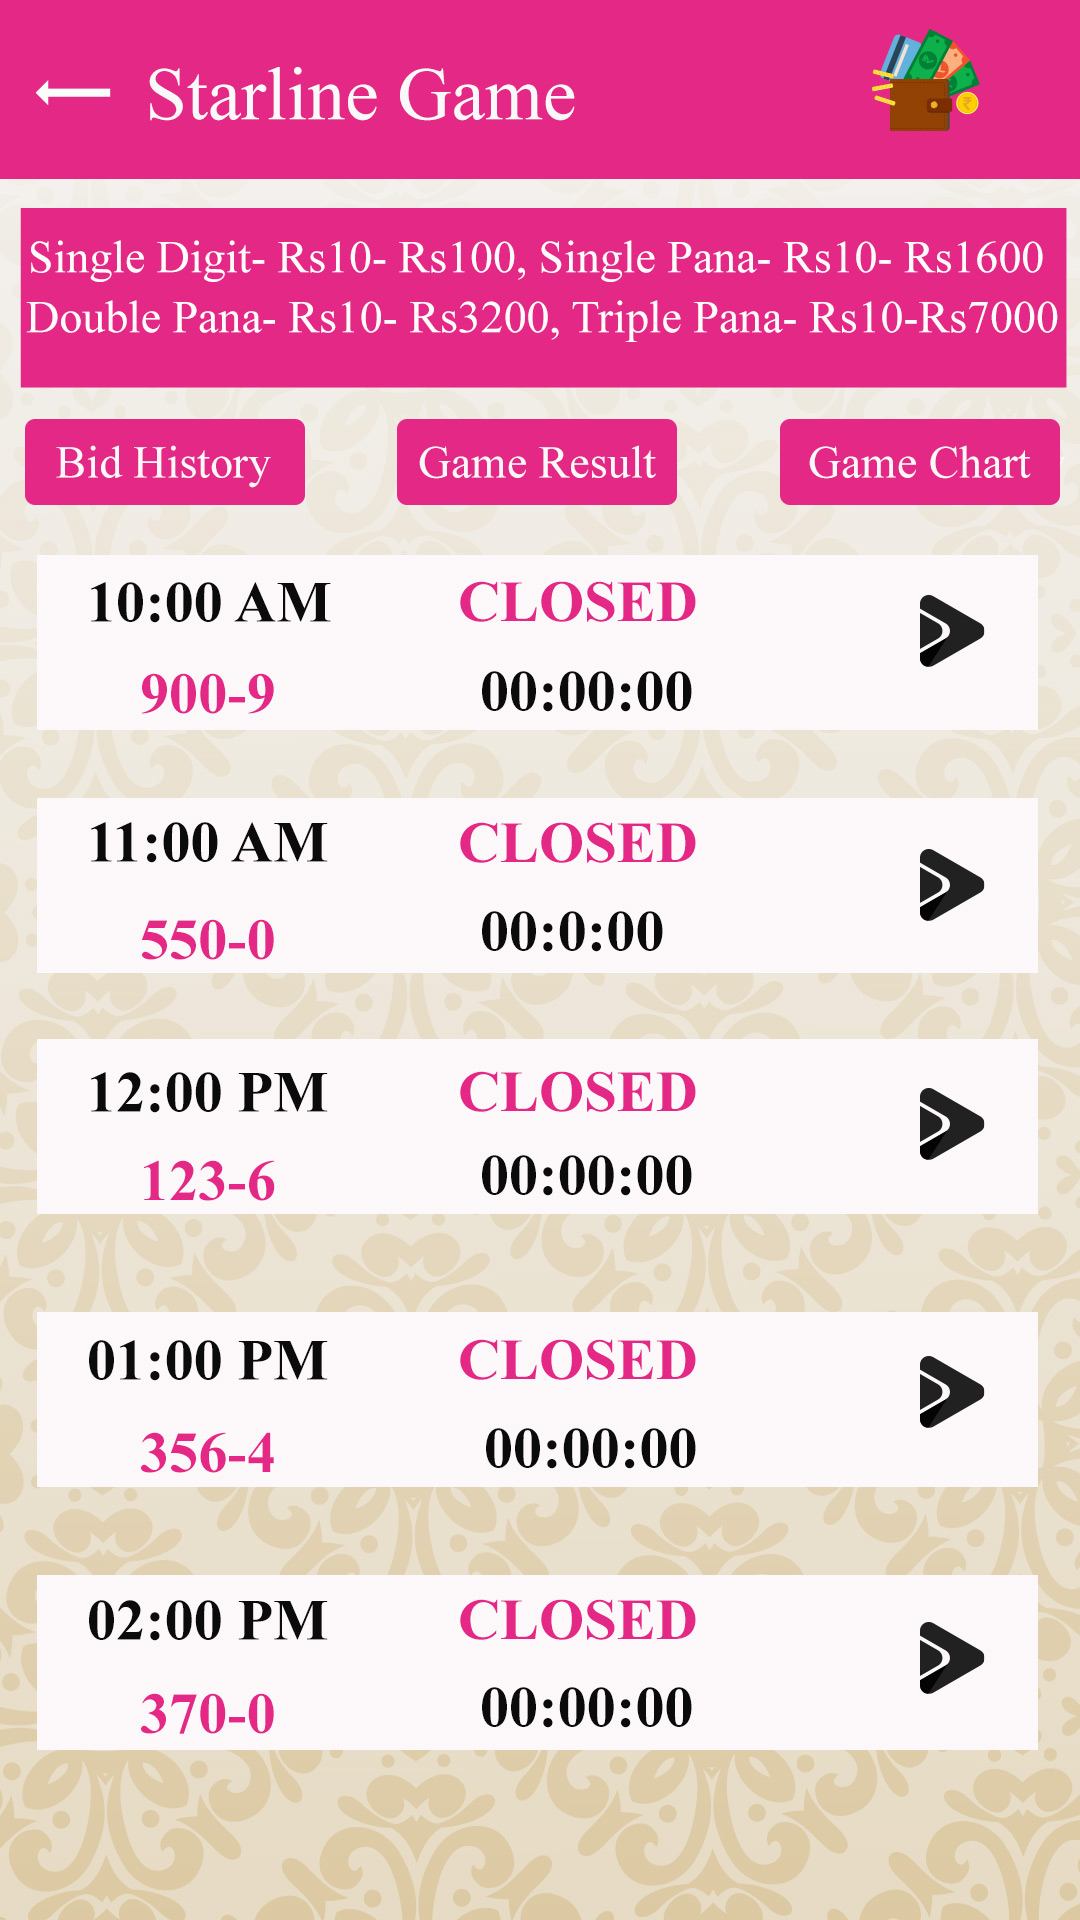 Starline Game
Single Digit- Rs10- Rs100, Single Pana- Rs10- Rs1600
Double Pana- Rs10- Rs3200, Triple Pana- Rs10-Rs7000
Bid History
Game Result
Game Chart
10:00 AM CLOSED
900-9 00:00:00
11:00 AM CLOSED
550-0 00:0:00
12:00 PM CLOSED
123-6 00:00:00
01:00 PM CLOSED
356-4 00:00:00
02:00 PM CLOSED
370-0 00:00:00